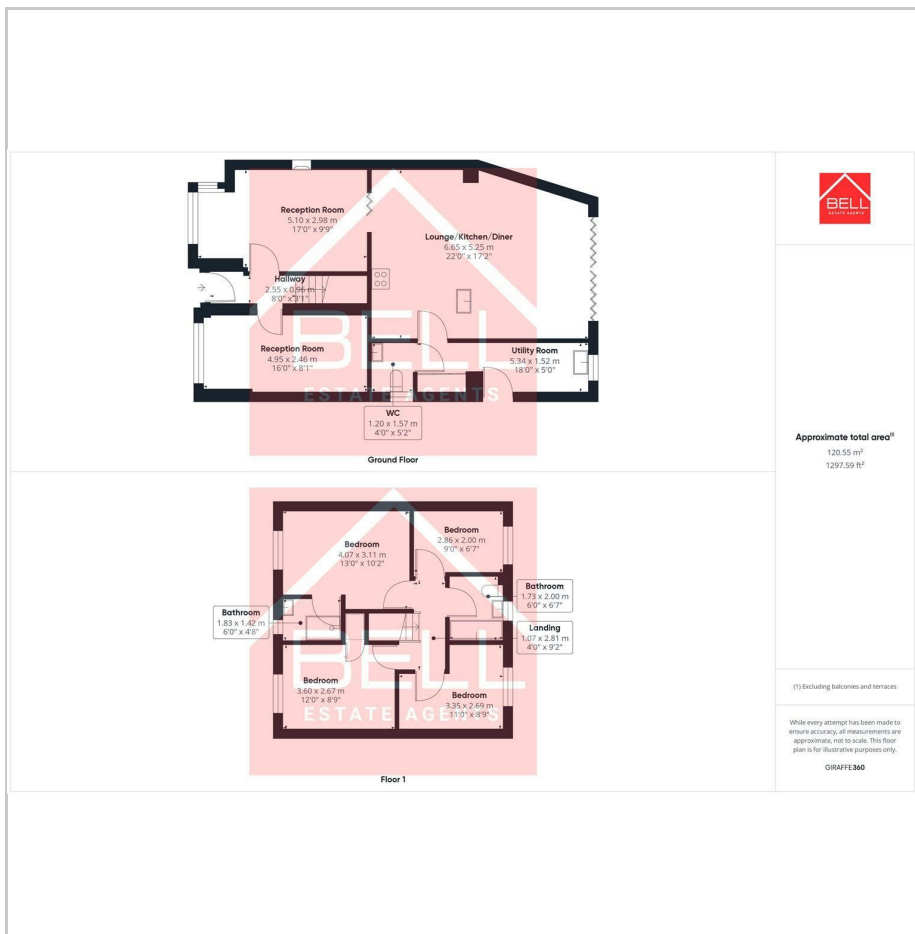 Reception Room
5.10 x 2.98 m
17'0" x 9'9"
Lounge/Kitchen/Diner
6.65 x 5.25 m
22'0" x 17'2"
Hallway
2.55 x 0.96 m
8'0" x 3'1"
Reception Room
4.95 x 2.46 m
16'0" x 8'1"
Utility Room
5.34 x 1.52 m
18'0" x 5'0"
WC
1.20 x 1.57 m
4'0" x 5'2"
BELL
ESTATE AGENTS
Ground Floor
Bedroom
4.07 x 3.11 m
13'0" x 10'2"
Bedroom
2.86 x 2.00 m
9'0" x 6'7"
Bathroom
1.83 x 1.42 m
6'0" x 4'8"
Bathroom
1.73 x 2.00 m
6'0" x 6'7"
Landing
1.07 x 2.81 m
4'0" x 9'2"
Bedroom
3.60 x 2.67 m
12'0" x 8'9"
Bedroom
3.35 x 2.69 m
11'0" x 8'9"
BELL
ESTATE AGENTS
Floor 1
BELL
ESTATE AGENTS
Approximate total area⁽¹⁾
120.55 m²
1297.59 ft²
(1) Excluding balconies and terraces
While every attempt has been made to
ensure accuracy, all measurements are
approximate, not to scale. This floor
plan is for illustrative purposes only.
GIRAFFE360